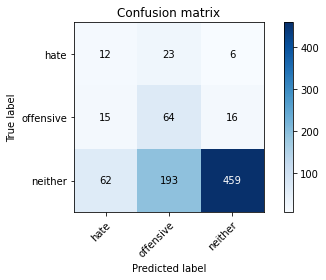 Confusion matrix
hate 12 23 6
offensive 15 64 16
neither 62 193 459
hate offensive neither
True label
Predicted label
400
300
200
100